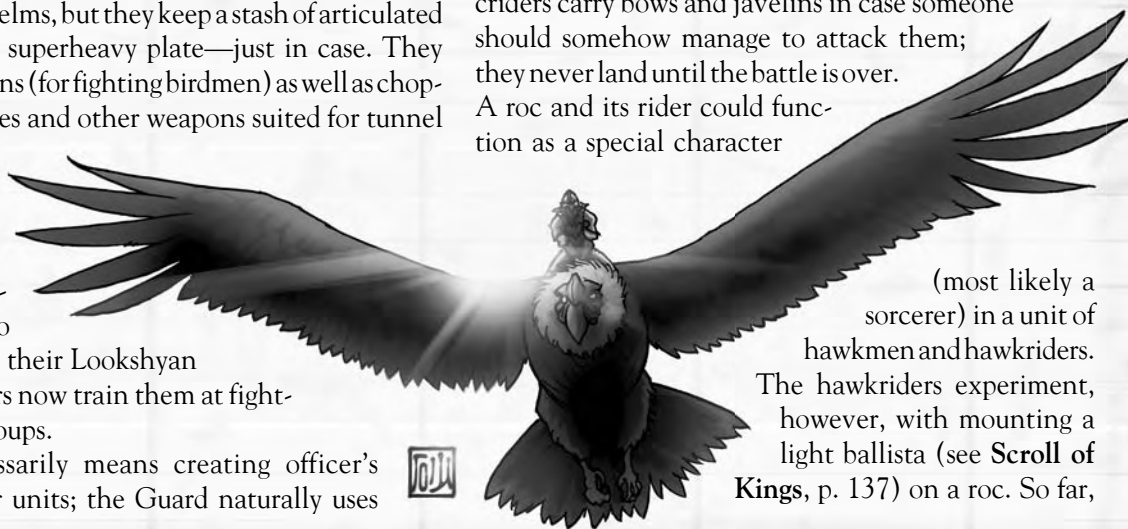 elms, but they keep a stash of articulated
superheavy plate—just in case. They
ns (for fighting birdmen) as well as chop-
es and other weapons suited for tunnel
o
their Lookshyan
rs now train them at fight-
oups.
ssarily means creating officer's
r units; the Guard naturally uses
criders carry bows and javelins in case someone
should somehow manage to attack them;
they never land until the battle is over.
A roc and its rider could func-
tion as a special character
(most likely a
sorcerer) in a unit of
hawkmen and hawkriders.
The hawkriders experiment,
however, with mounting a
light ballista (see Scroll of
Kings, p. 137) on a roc. So far,